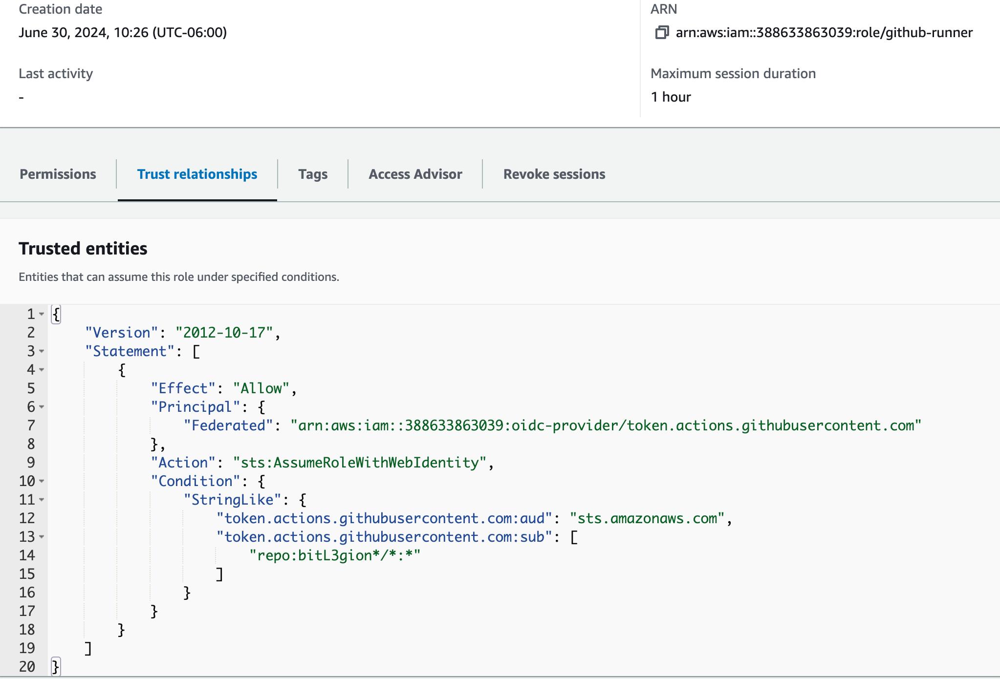 Creation date
June 30, 2024, 10:26 (UTC-06:00)
Last activity
-
ARN
arn:aws:iam::388633863039:role/github-runner
Maximum session duration
1 hour
Permissions
Trust relationships
Tags
Access Advisor
Revoke sessions
Trusted entities
Entities that can assume this role under specified conditions.
1 {
2     "Version": "2012-10-17",
3     "Statement": [
4         {
5             "Effect": "Allow",
6             "Principal": {
7                 "Federated": "arn:aws:iam::388633863039:oidc-provider/token.actions.githubusercontent.com"
8             },
9             "Action": "sts:AssumeRoleWithWebIdentity",
10             "Condition": {
11                 "StringLike": {
12                     "token.actions.githubusercontent.com:aud": "sts.amazonaws.com",
13                     "token.actions.githubusercontent.com:sub": [
14                         "repo:bitL3gion*/*:*"
15                     ]
16                 }
17             }
18         }
19     ]
20 }